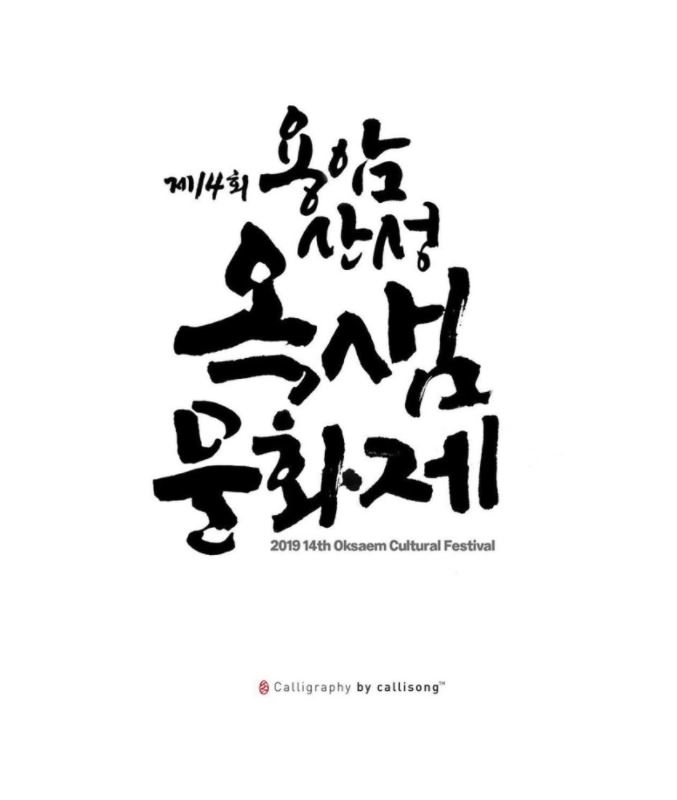 제14회 용암
산성
옥샘
문화제
2019 14th Oksaem Cultural Festival
Calligraphy by callisong™